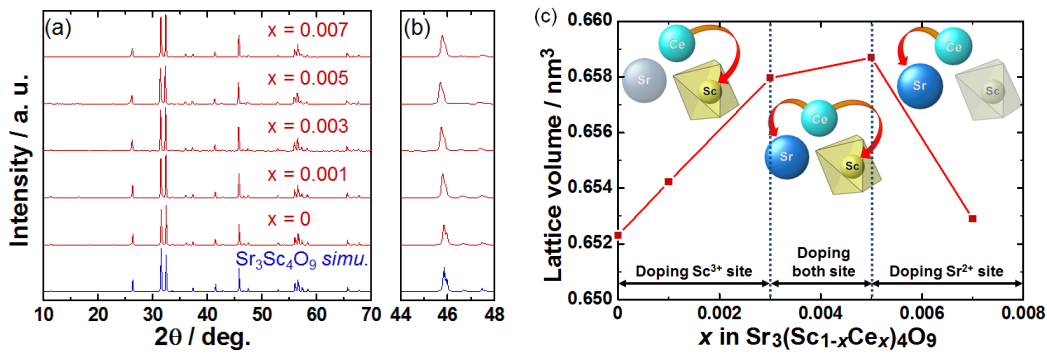 (a)
x = 0.007
x = 0.005
x = 0.003
x = 0.001
x = 0
Sr₃Sc₄O₉ simu.
Intensity / a. u.
10 20 30 40 50 60 70
2θ / deg.
(b)
44 46 48
(c)
Lattice volume / nm³
0.660
0.658
0.656
0.654
0.652
0.650
Ce
Sr
Sc
Ce
Sr
Sc
Ce
Sr
Sc
Doping Sc³⁺ site
Doping
both site
Doping Sr²⁺ site
0.000 0.002 0.004 0.006 0.008
x in Sr₃(Sc₁₋ₓCeₓ)₄O₉